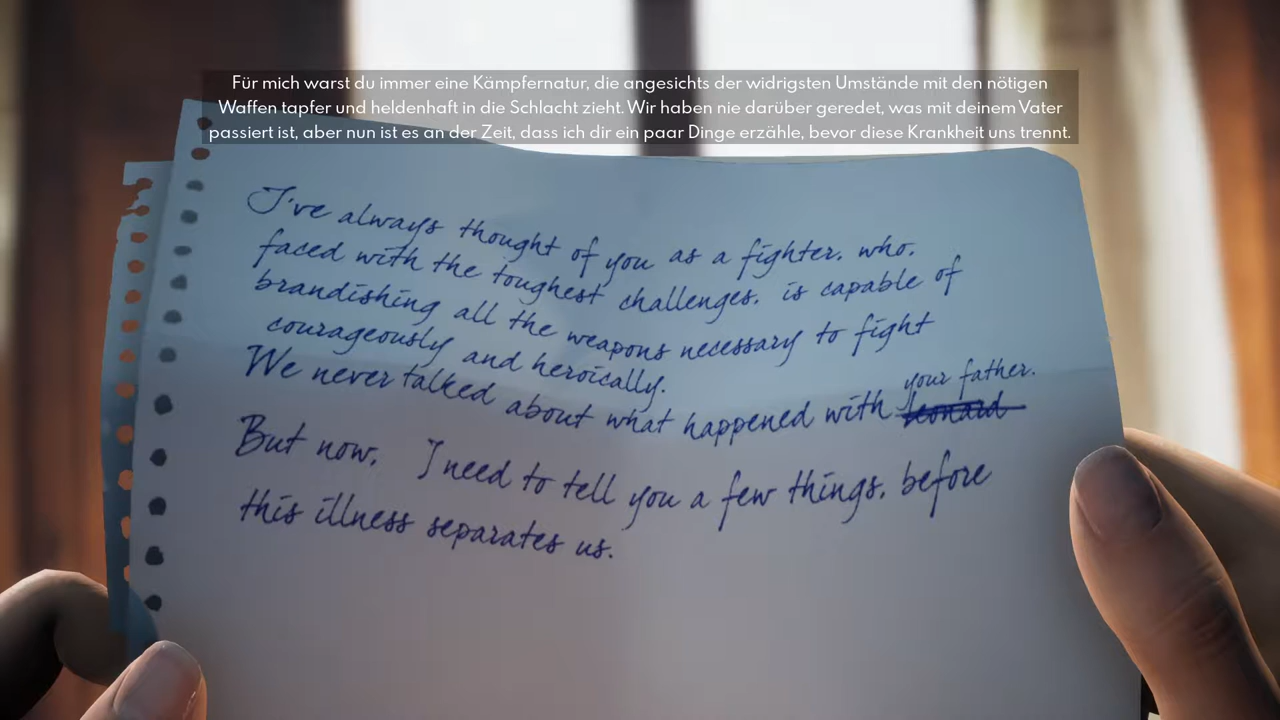 Für mich warst du immer eine Kämpfernatur, die angesichts der widrigsten Umstände mit den nötigen
Waffen tapfer und heldenhaft in die Schlacht zieht. Wir haben nie darüber geredet, was mit deinem Vater
passiert ist, aber nun ist es an der Zeit, dass ich dir ein paar Dinge erzähle, bevor diese Krankheit uns trennt.
I've always thought of you as a fighter. who.
faced with the toughest challenges. is capable of
brandishing all the weapons necessary to fight
courageously and heroically.
your father.
We never talked about what happened with leonard
But now. I need to tell you a few things. before
this illness separates us.